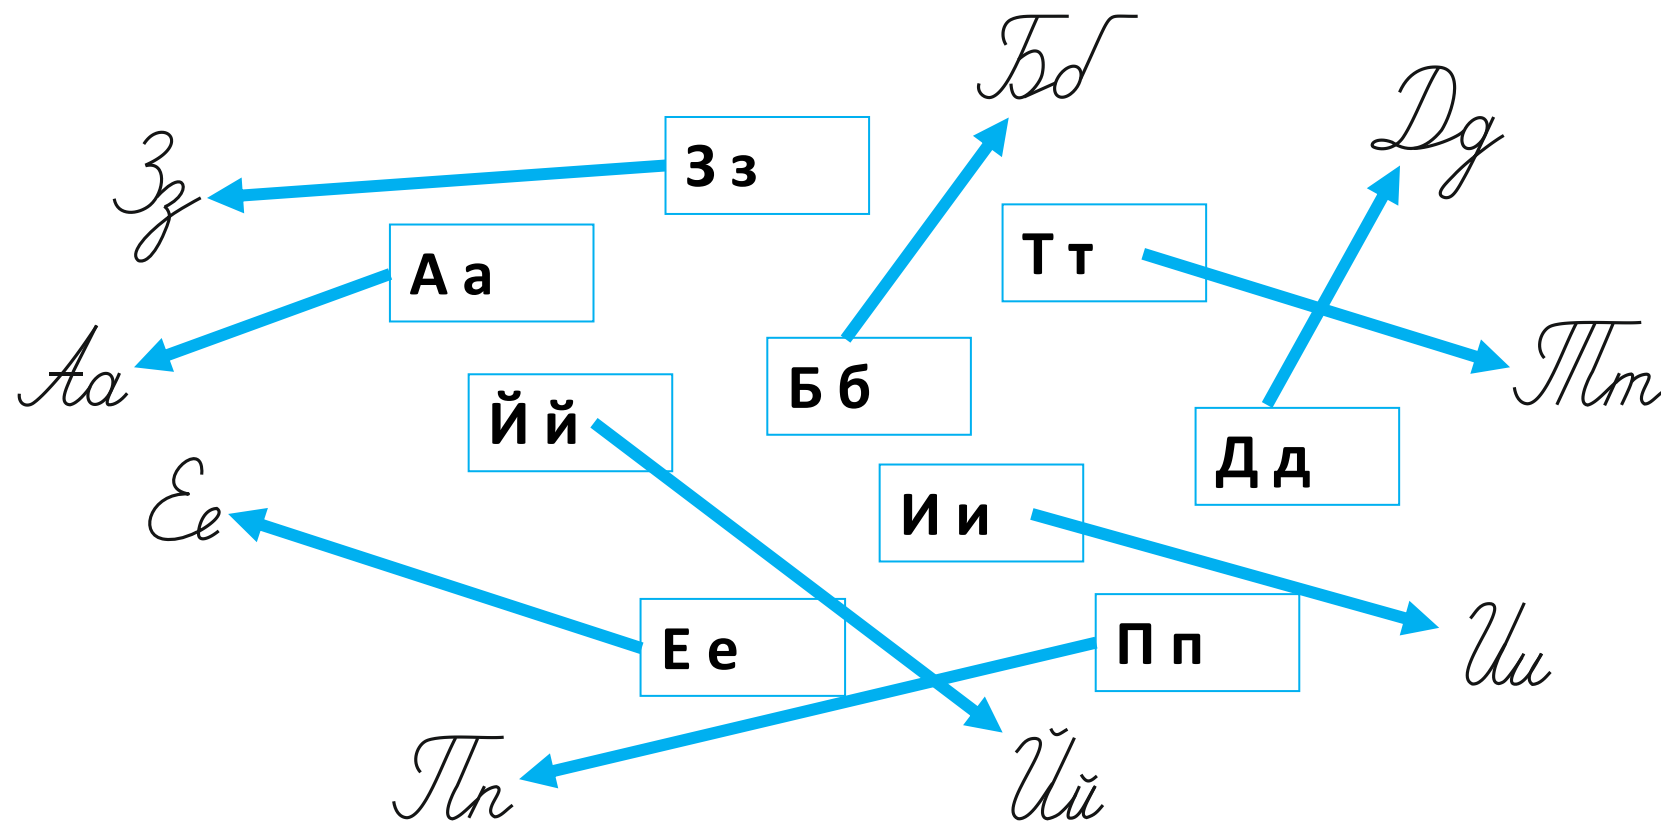 Бб
Дд
Зз
З з
Т т
А а
Аа
Тт
Б б
Й й
Д д
Ее
И и
Е е
П п
Ии
Пп
Йй